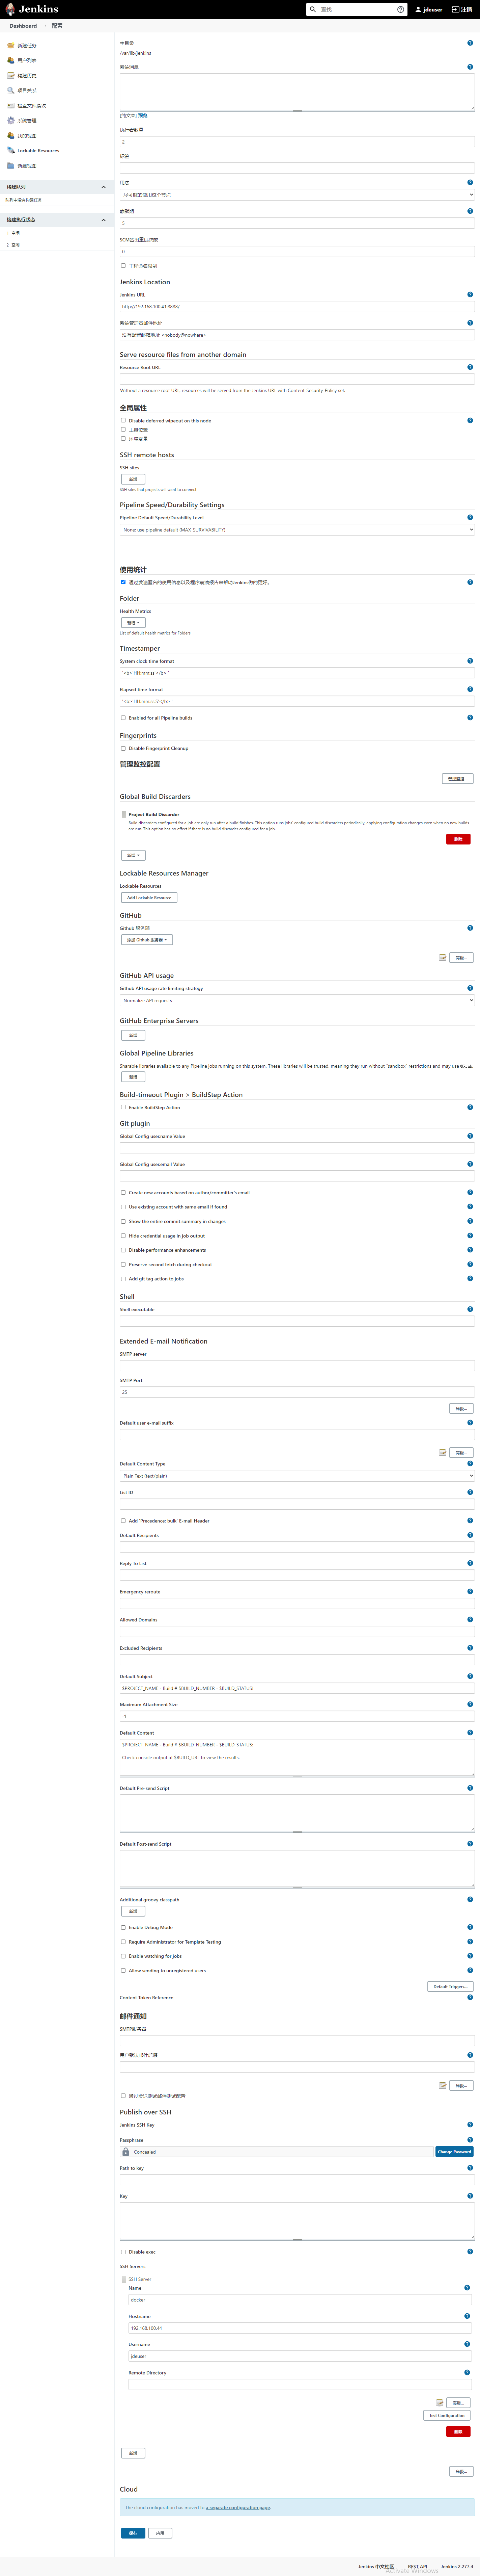 Jenkins
查找
jdesser
注销
Dashboard
配置
新建任务
用户列表
构建历史
项目关系
检查文件指纹
系统管理
我的视图
Lockable Resources
新建视图
构建队列
队列中没有构建任务
构建执行状态
1 空闲
2 空闲
主目录
/var/lib/jenkins
系统消息
[纯文本] 预览
执行者数量
2
标签
用法
尽可能的使用这个节点
静默期
5
SCM签出重试次数
0
工程命名限制
Jenkins Location
Jenkins URL
http://192.168.100.41:8888/
系统管理员邮件地址
没有配置邮箱地址 <nobody@nowhere>
Serve resource files from another domain
Resource Root URL
Without a resource root URL, resources will be served from the Jenkins URL with Content-Security-Policy set.
全局属性
Disable deferred wipeout on this node
工具位置
环境变量
SSH remote hosts
SSH sites
新增
SSH sites that projects will want to connect
Pipeline Speed/Durability Settings
Pipeline Default Speed/Durability Level
None: use pipeline default (MAX_SURVIVABILITY)
使用统计
通过发送匿名的使用信息以及程序崩溃报告来帮助Jenkins做的更好。
Folder
Health Metrics
新增
List of default health metrics for Folders
Timestamper
System clock time format
'<b>'HH:mm:ss'</b> '
Elapsed time format
'<b>'HH:mm:ss.S'</b> '
Enabled for all Pipeline builds
Fingerprints
Disable Fingerprint Cleanup
管理监控配置
管理监控...
Global Build Discarders
Project Build Discarder
Build discarders configured for a job are only run after a build finishes. This option runs jobs' configured build discarders periodically, applying configuration changes even when no new builds
are run. This option has no effect if there is no build discarder configured for a job.
删除
新增
Lockable Resources Manager
Lockable Resources
Add Lockable Resource
GitHub
Github 服务器
添加 Github 服务器
高级...
GitHub API usage
Github API usage rate limiting strategy
Normalize API requests
GitHub Enterprise Servers
新增
Global Pipeline Libraries
Sharable libraries available to any Pipeline jobs running on this system. These libraries will be trusted, meaning they run without "sandbox" restrictions and may use @Grab.
新增
Build-timeout Plugin > BuildStep Action
Enable BuildStep Action
Git plugin
Global Config user.name Value
Global Config user.email Value
Create new accounts based on author/committer's email
Use existing account with same email if found
Show the entire commit summary in changes
Hide credential usage in job output
Disable performance enhancements
Preserve second fetch during checkout
Add git tag action to jobs
Shell
Shell executable
Extended E-mail Notification
SMTP server
SMTP Port
25
高级...
Default user e-mail suffix
高级...
Default Content Type
Plain Text (text/plain)
List ID
Add 'Precedence: bulk' E-mail Header
Default Recipients
Reply To List
Emergency reroute
Allowed Domains
Excluded Recipients
Default Subject
$PROJECT_NAME - Build # $BUILD_NUMBER - $BUILD_STATUS!
Maximum Attachment Size
-1
Default Content
$PROJECT_NAME - Build # $BUILD_NUMBER - $BUILD_STATUS:
Check console output at $BUILD_URL to view the results.
Default Pre-send Script
Default Post-send Script
Additional groovy classpath
新增
Enable Debug Mode
Require Administrator for Template Testing
Enable watching for jobs
Allow sending to unregistered users
Default Triggers...
Content Token Reference
邮件通知
SMTP服务器
用户默认邮件后缀
高级...
通过发送测试邮件测试配置
Publish over SSH
Jenkins SSH Key
Passphrase
Concealed
Change Password
Path to key
Key
Disable exec
SSH Servers
SSH Server
Name
docker
Hostname
192.168.100.44
Username
jdeuser
Remote Directory
高级...
Test Configuration
删除
新增
高级...
Cloud
The cloud configuration has moved to a separate configuration page.
保存
应用
Jenkins 中文社区
REST API
Jenkins 2.277.4
Activate Windows